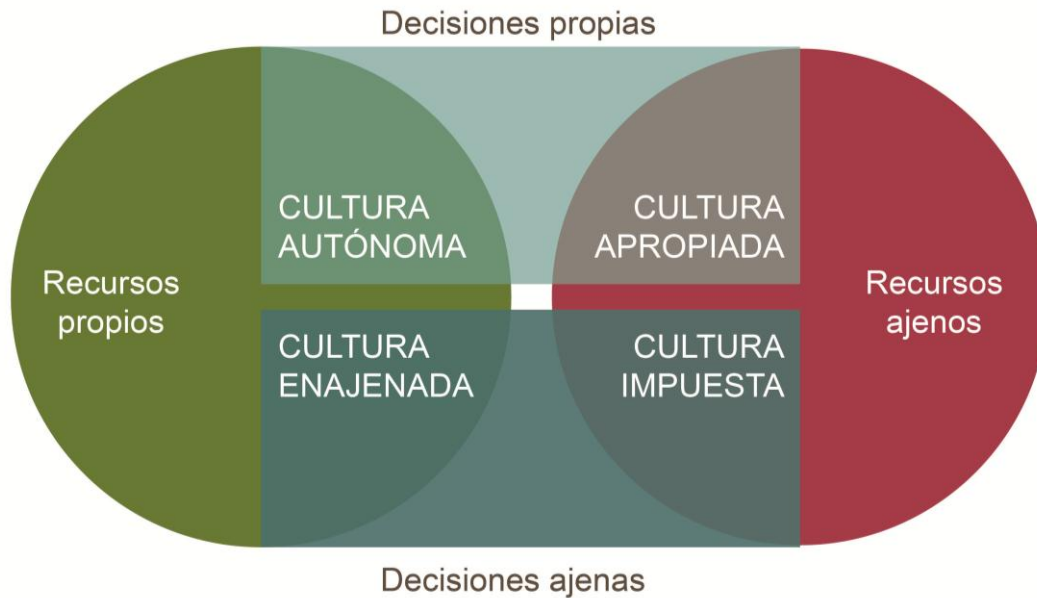 Decisiones propias
CULTURA
AUTÓNOMA
CULTURA
APROPIADA
Recursos
propios
Recursos
ajenos
CULTURA
ENAJENADA
CULTURA
IMPUESTA
Decisiones ajenas